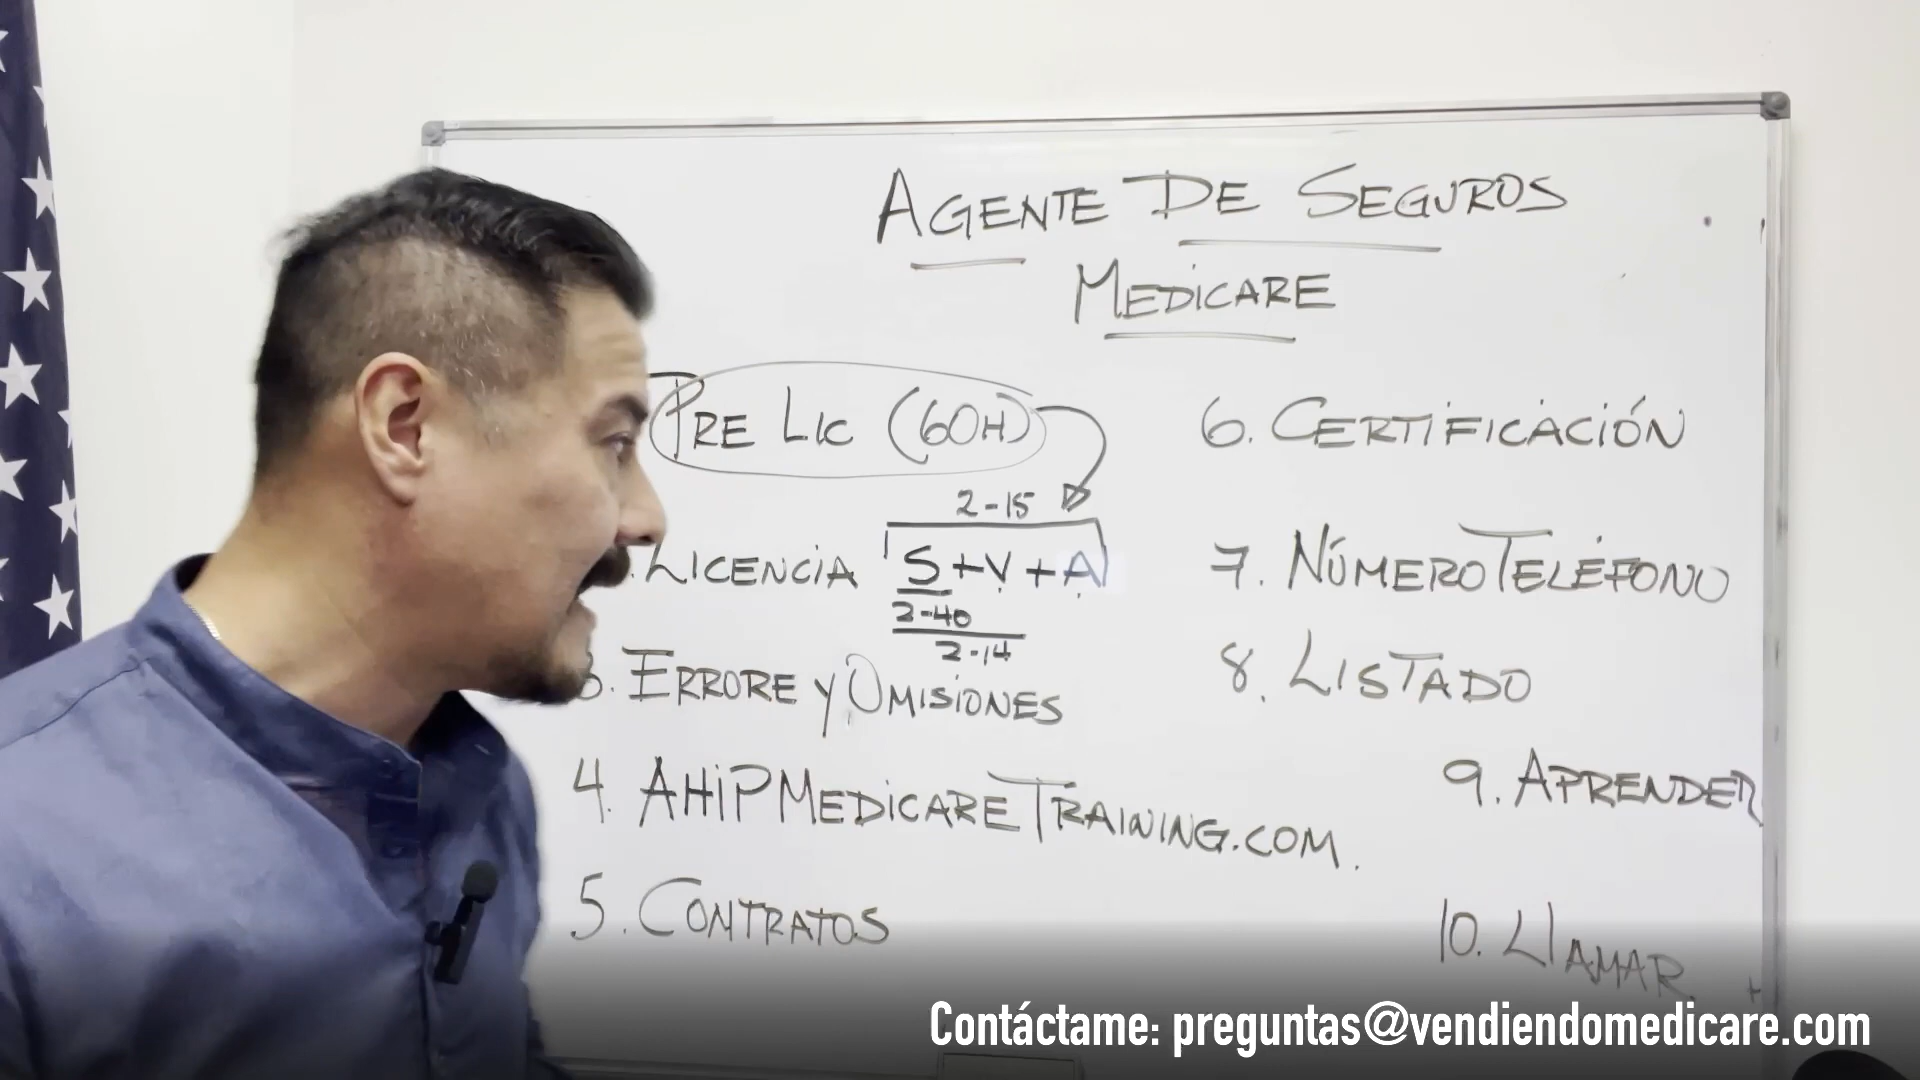 AGENTE DE SEGUROS
MEDICARE
PRE LIC (60H)
2-15
LICENCIA S+V+A
2-40
2-14
3. ERRORE y OMISIONES
4. AHIPMEDICARETRAINING.COM.
5. CONTRATOS
6. CERTIFICACIÓN
7. NÚMERO TELÉFONO
8. LISTADO
9. APRENDER
10. LLAMAR
Contáctame: preguntas@vendiendomedicare.com